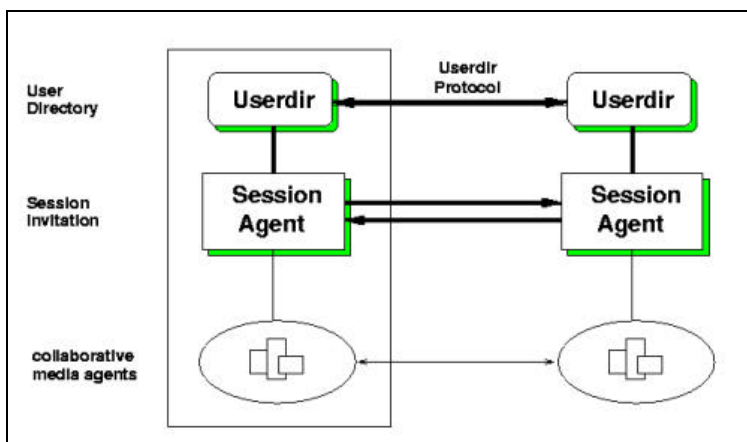 User
Directory
Userdir
Userdir
Protocol
Userdir
Session
Invitation
Session
Agent
Session
Agent
collaborative
media agents